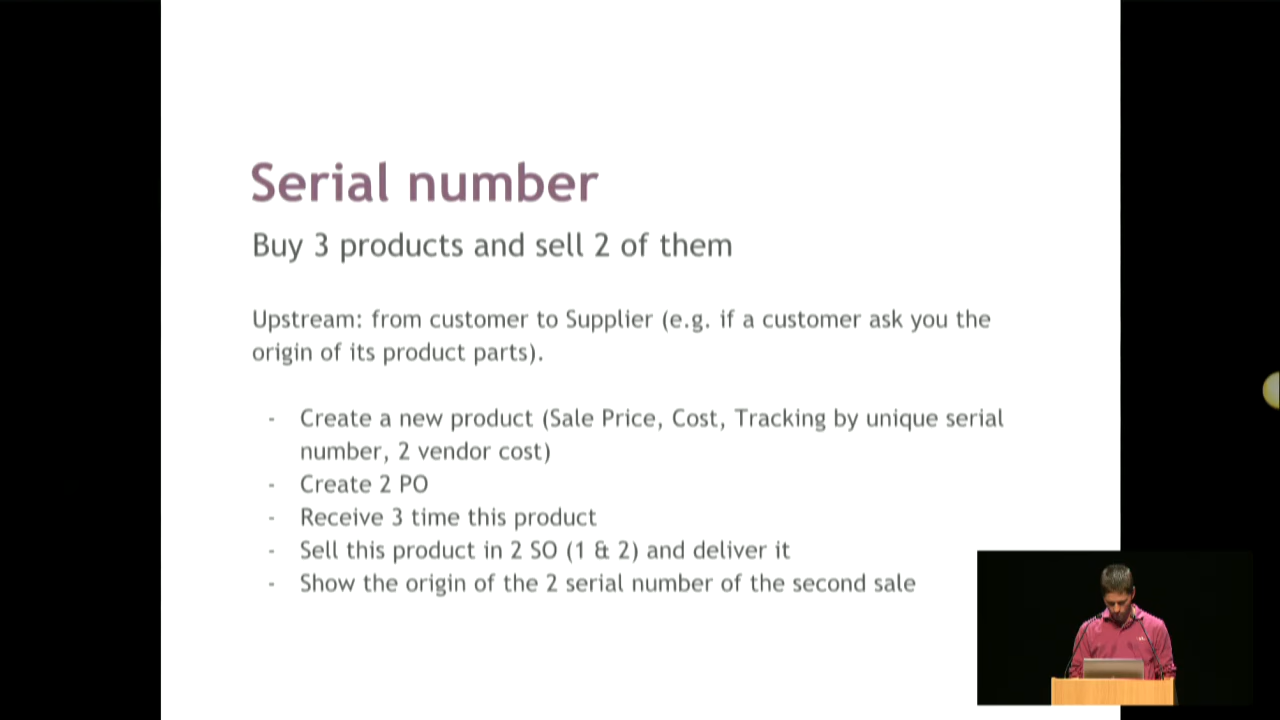 Serial number
Buy 3 products and sell 2 of them
Upstream: from customer to Supplier (e.g. if a customer ask you the
origin of its product parts).
- Create a new product (Sale Price, Cost, Tracking by unique serial
number, 2 vendor cost)
- Create 2 PO
- Receive 3 time this product
- Sell this product in 2 SO (1 & 2) and deliver it
- Show the origin of the 2 serial number of the second sale